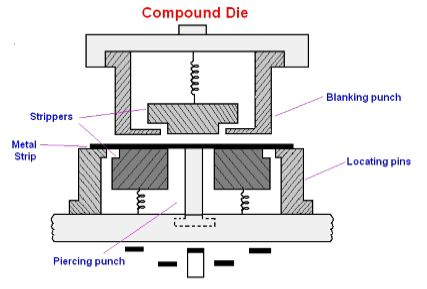 Compound Die
Blanking punch
Strippers
Metal
Strip
Locating pins
Piercing punch